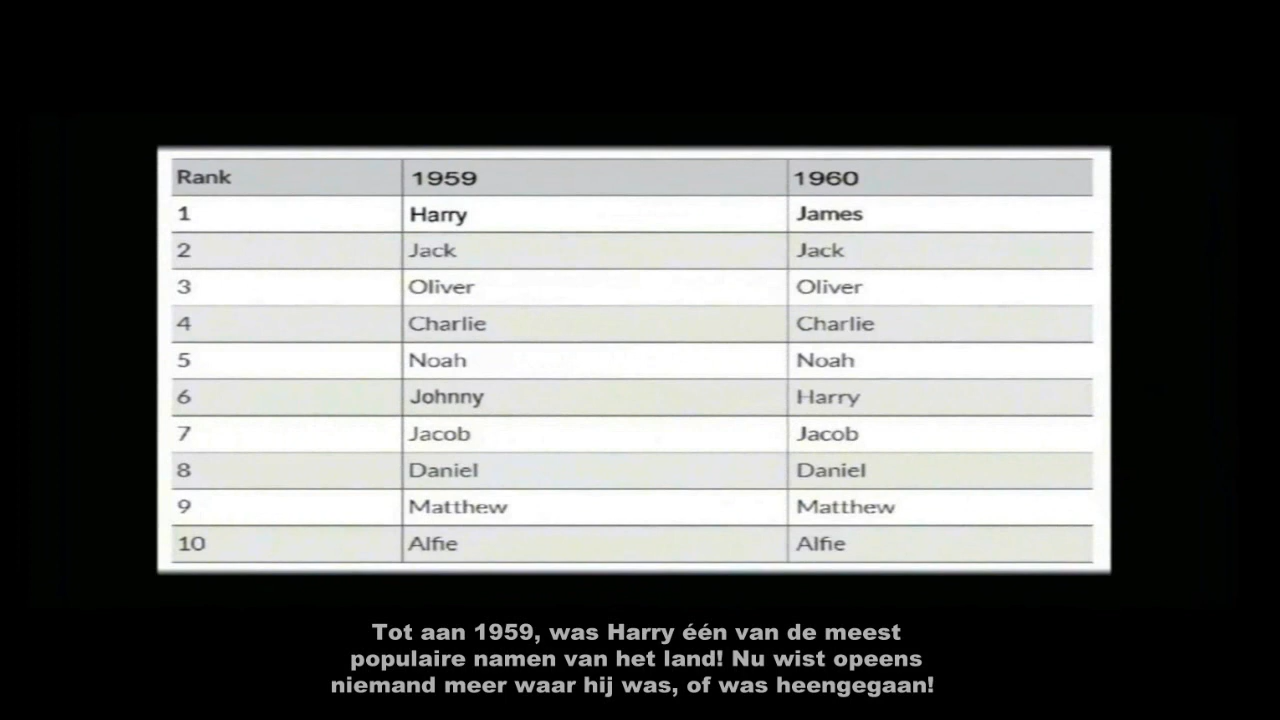 Rank 1959 1960
1 Harry James
2 Jack Jack
3 Oliver Oliver
4 Charlie Charlie
5 Noah Noah
6 Johnny Harry
7 Jacob Jacob
8 Daniel Daniel
9 Matthew Matthew
10 Alfie Alfie
Tot aan 1959, was Harry één van de meest
populaire namen van het land! Nu wist opeens
niemand meer waar hij was, of was heengegaan!